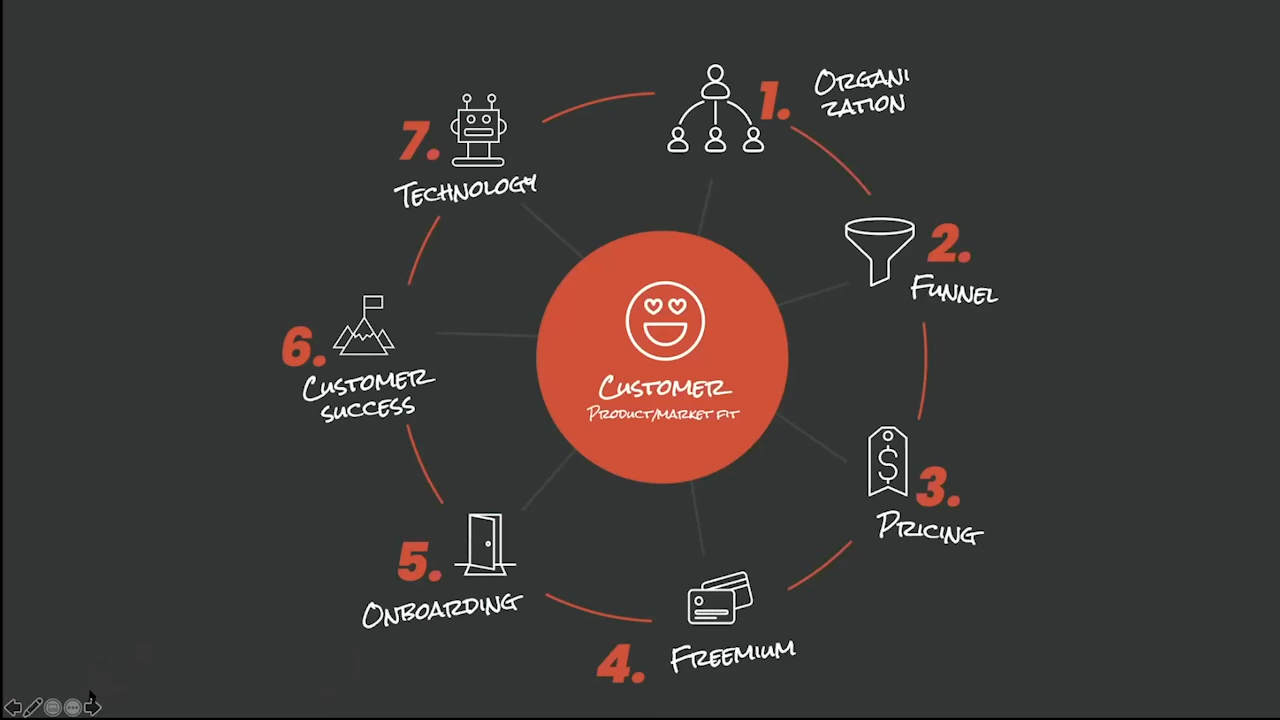 1.
ORGANI
ZATION
2.
FUNNEL
3.
PRICING
4.
FREEMIUM
5.
ONBOARDING
6.
CUSTOMER
SUCCESS
7.
TECHNOLOGY
CUSTOMER
PRODUCT/MARKET FIT
$